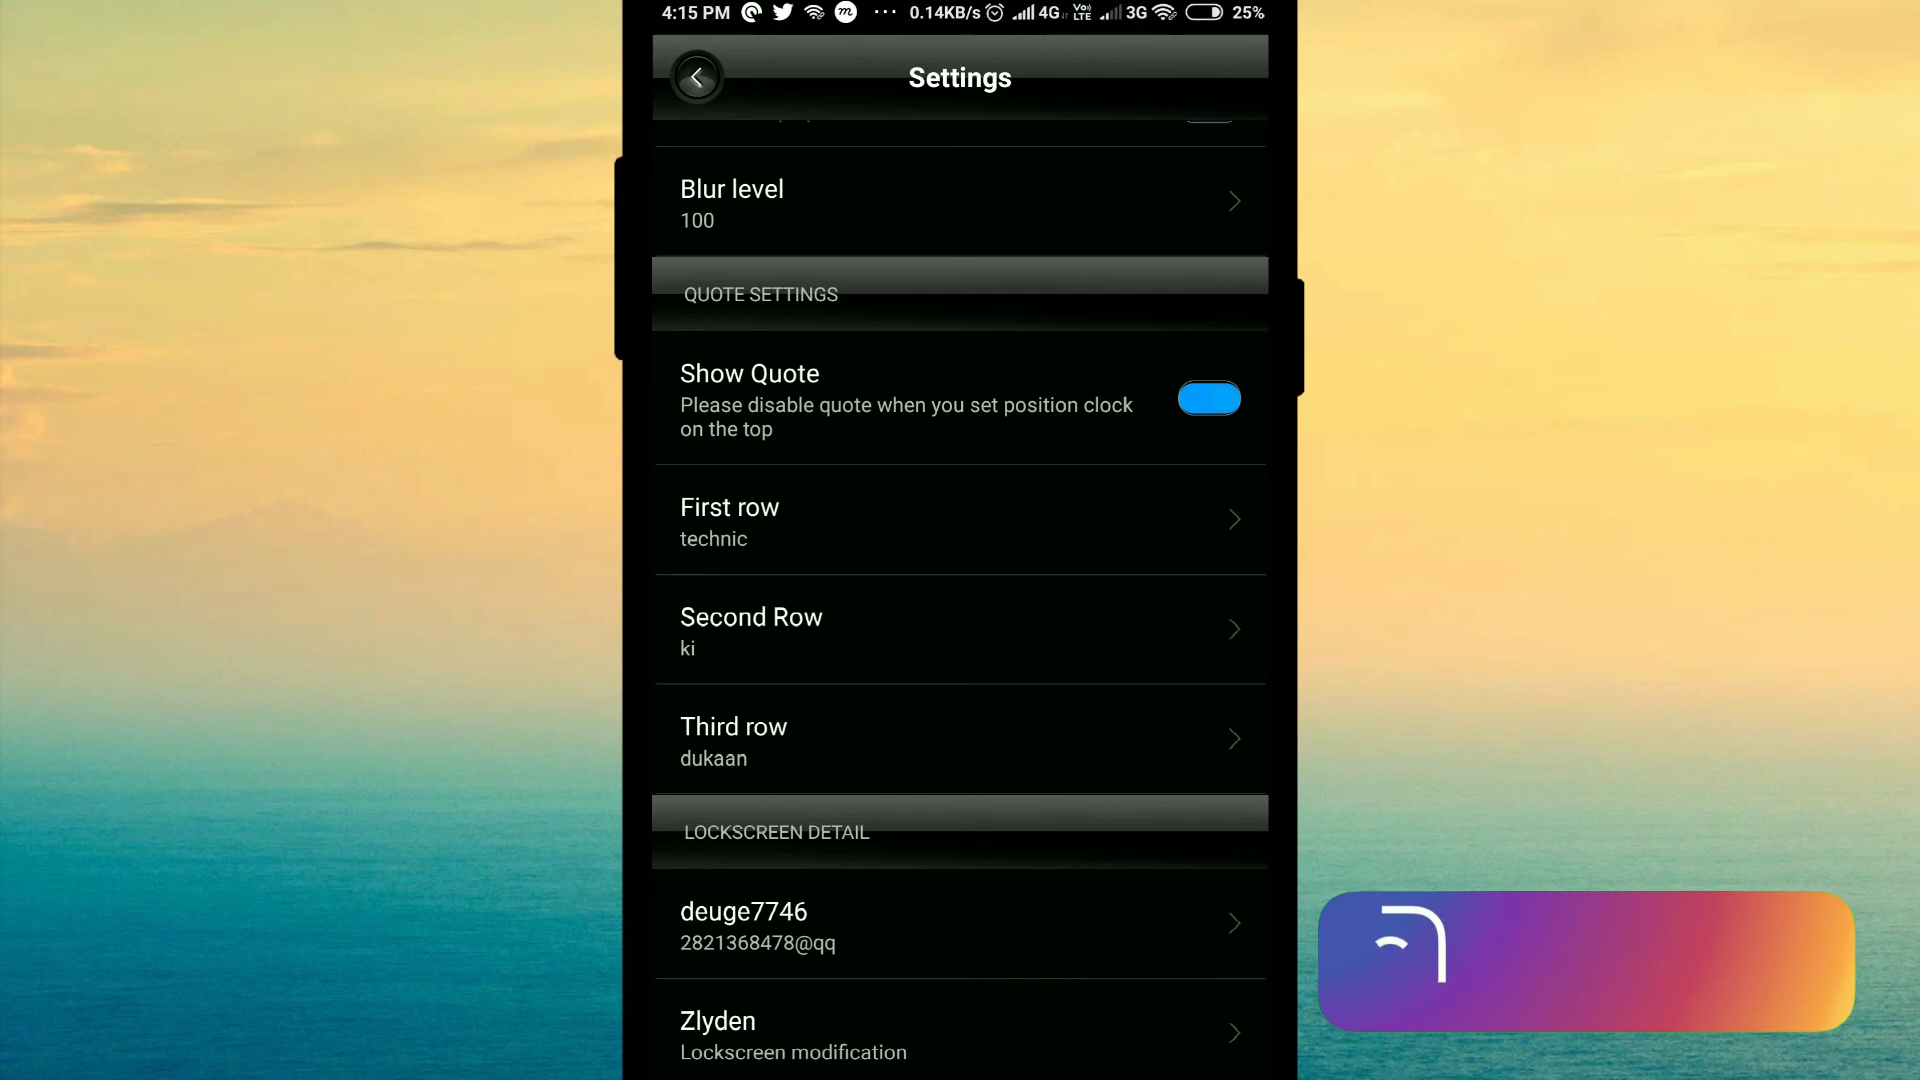 4:15 PM ... 0.14KB/s 4G Vo) LTE 3G 25%
Settings
Blur level
100
QUOTE SETTINGS
Show Quote
Please disable quote when you set position clock
on the top
First row
technic
Second Row
ki
Third row
dukaan
LOCKSCREEN DETAIL
deuge7746
2821368478@qq
Zlyden
Lockscreen modification